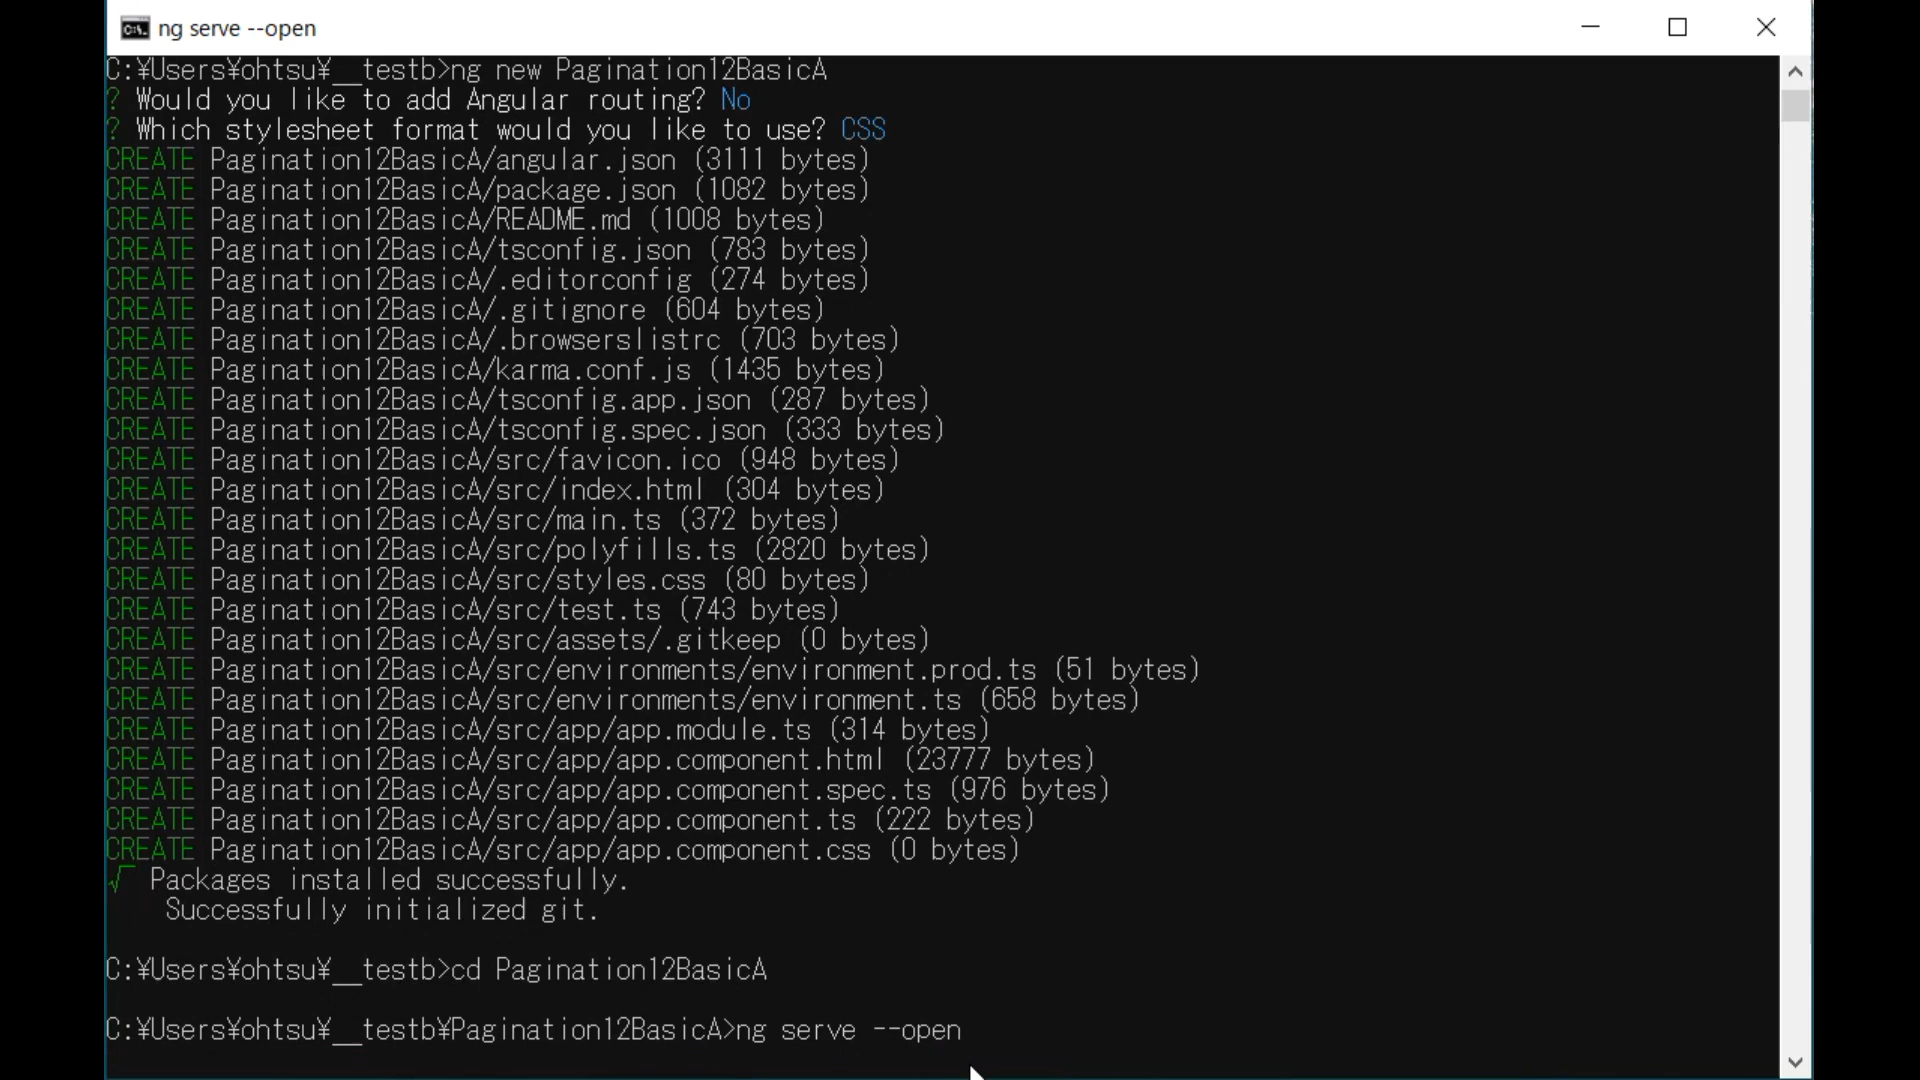 ng serve --open
C:¥Users¥ohtsu¥__testb>ng new Pagination12BasicA
? Would you like to add Angular routing? No
? Which stylesheet format would you like to use? CSS
CREATE Pagination12BasicA/angular.json (3111 bytes)
CREATE Pagination12BasicA/package.json (1082 bytes)
CREATE Pagination12BasicA/README.md (1008 bytes)
CREATE Pagination12BasicA/tsconfig.json (783 bytes)
CREATE Pagination12BasicA/.editorconfig (274 bytes)
CREATE Pagination12BasicA/.gitignore (604 bytes)
CREATE Pagination12BasicA/.browserslistrc (703 bytes)
CREATE Pagination12BasicA/karma.conf.js (1435 bytes)
CREATE Pagination12BasicA/tsconfig.app.json (287 bytes)
CREATE Pagination12BasicA/tsconfig.spec.json (333 bytes)
CREATE Pagination12BasicA/src/favicon.ico (948 bytes)
CREATE Pagination12BasicA/src/index.html (304 bytes)
CREATE Pagination12BasicA/src/main.ts (372 bytes)
CREATE Pagination12BasicA/src/polyfills.ts (2820 bytes)
CREATE Pagination12BasicA/src/styles.css (80 bytes)
CREATE Pagination12BasicA/src/test.ts (743 bytes)
CREATE Pagination12BasicA/src/assets/.gitkeep (0 bytes)
CREATE Pagination12BasicA/src/environments/environment.prod.ts (51 bytes)
CREATE Pagination12BasicA/src/environments/environment.ts (658 bytes)
CREATE Pagination12BasicA/src/app/app.module.ts (314 bytes)
CREATE Pagination12BasicA/src/app/app.component.html (23777 bytes)
CREATE Pagination12BasicA/src/app/app.component.spec.ts (976 bytes)
CREATE Pagination12BasicA/src/app/app.component.ts (222 bytes)
CREATE Pagination12BasicA/src/app/app.component.css (0 bytes)
√ Packages installed successfully.
Successfully initialized git.
C:¥Users¥ohtsu¥__testb>cd Pagination12BasicA
C:¥Users¥ohtsu¥__testb¥Pagination12BasicA>ng serve --open